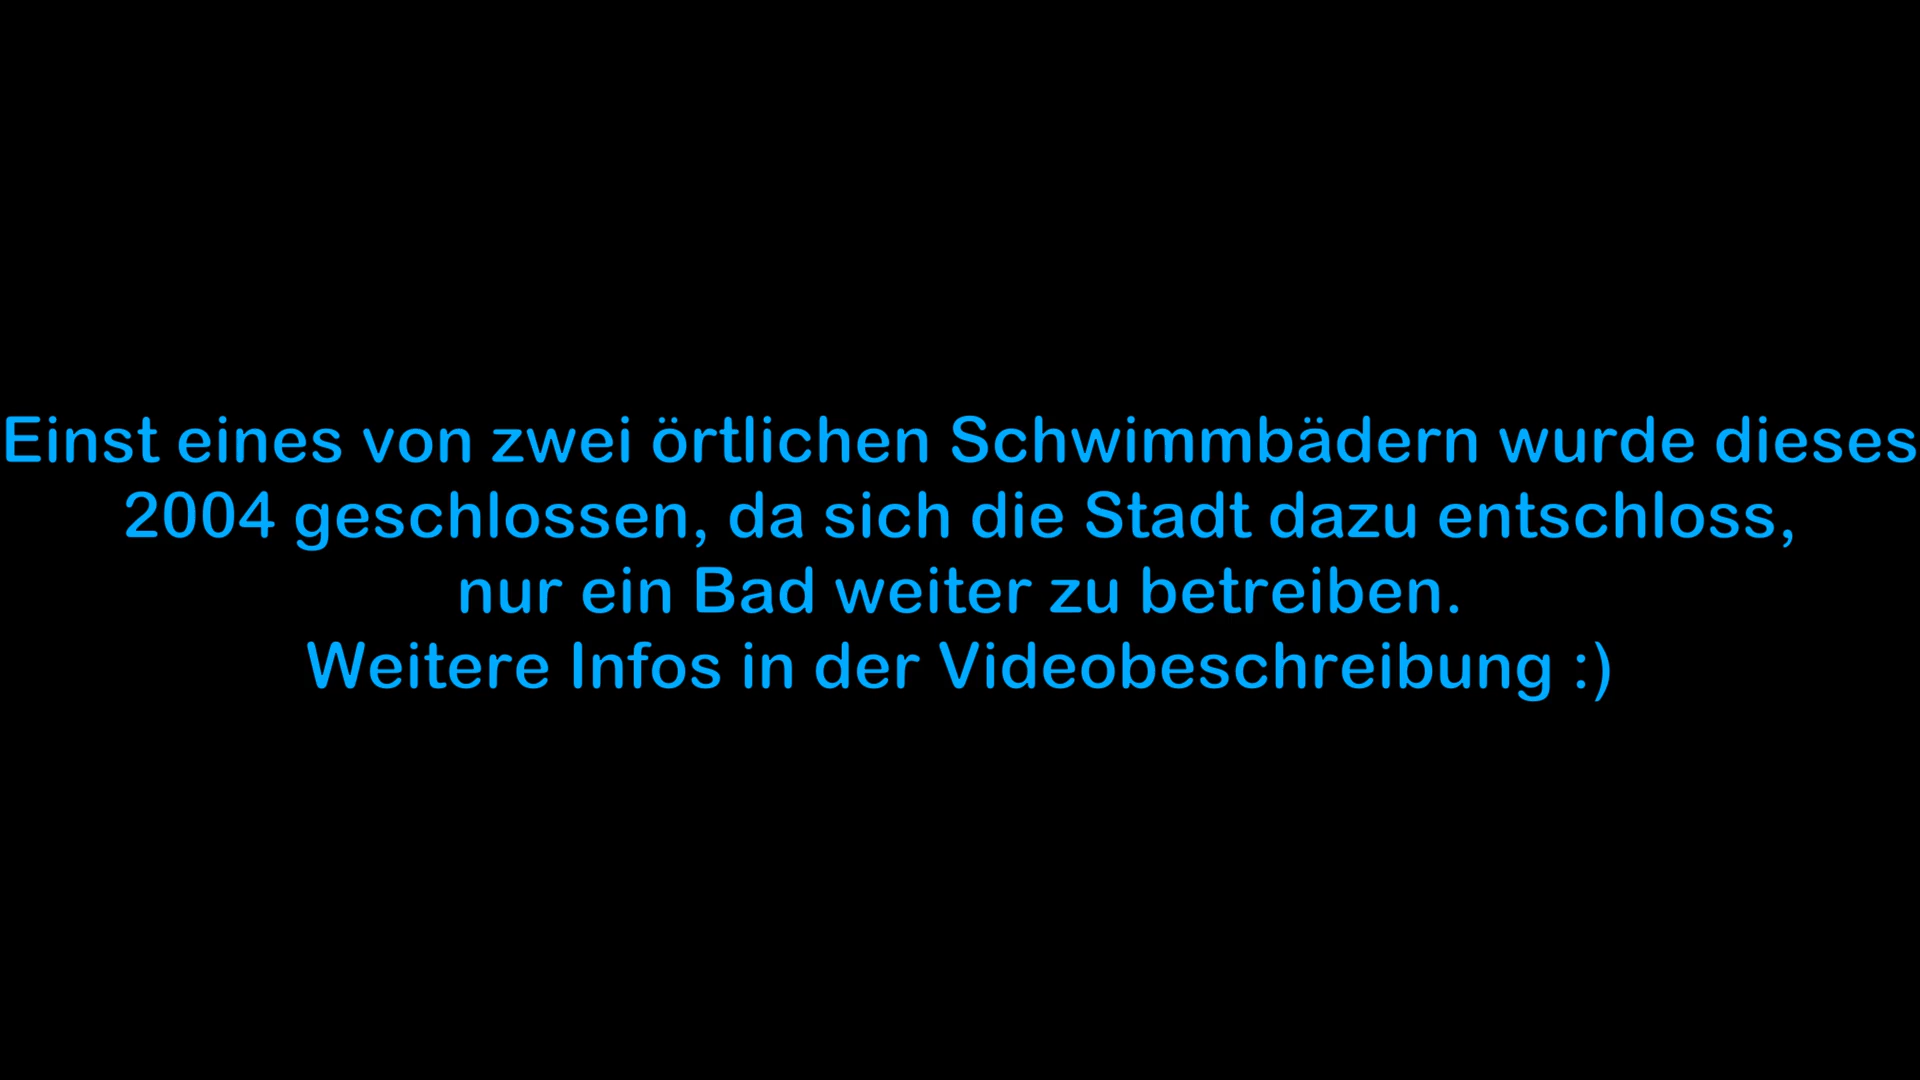 Einst eines von zwei örtlichen Schwimmbädern wurde dieses
2004 geschlossen, da sich die Stadt dazu entschloss,
nur ein Bad weiter zu betreiben.
Weitere Infos in der Videobeschreibung :)